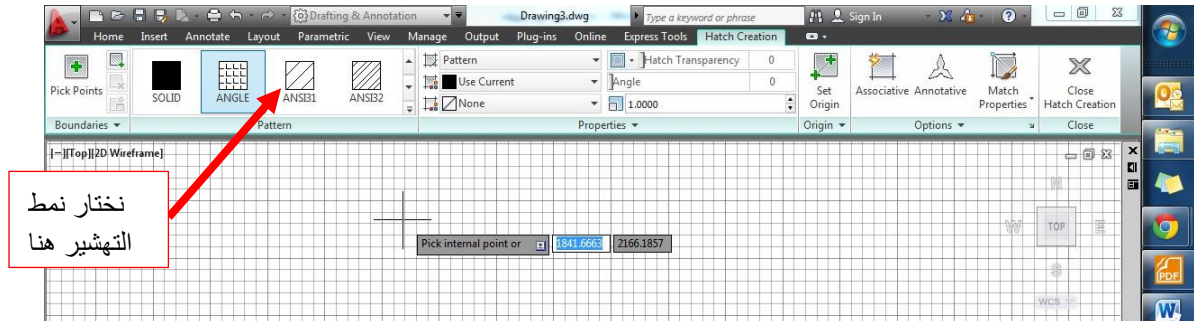 Drafting & Annotation
Drawing3.dwg
Type a keyword or phrase
Sign In
Home Insert Annotate Layout Parametric View Manage Output Plug-ins Online Express Tools Hatch Creation
Pick Points
SOLID
ANGLE
ANSI31
ANSI32
Pattern
Use Current
None
Hatch Transparency 0
Angle 0
1.0000
Set Origin
Associative
Annotative
Match Properties
Close Hatch Creation
Boundaries
Pattern
Properties
Origin
Options
Close
[−][Top][2D Wireframe]
نختار نمط
التهشير هنا
Pick internal point or 1841.6663 2166.1857
N
W TOP E
S
WCS
PDF
W